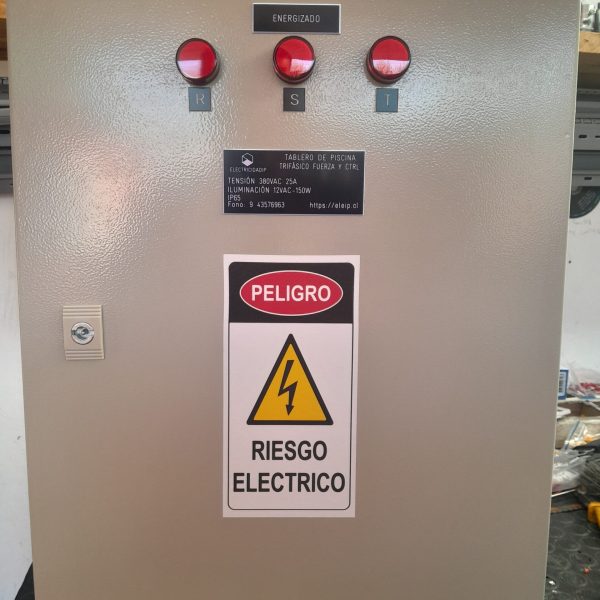 ENERGIZADO
R S T
ELECTRICIDADIP
TABLERO DE PISCINA
TRIFÁSICO FUERZA Y CTRL
TENSIÓN 380VAC 25A
ILUMINACIÓN 12VAC-150W
IP65
Fono: 9 43576963 https://eleip.cl
PELIGRO
RIESGO
ELECTRICO